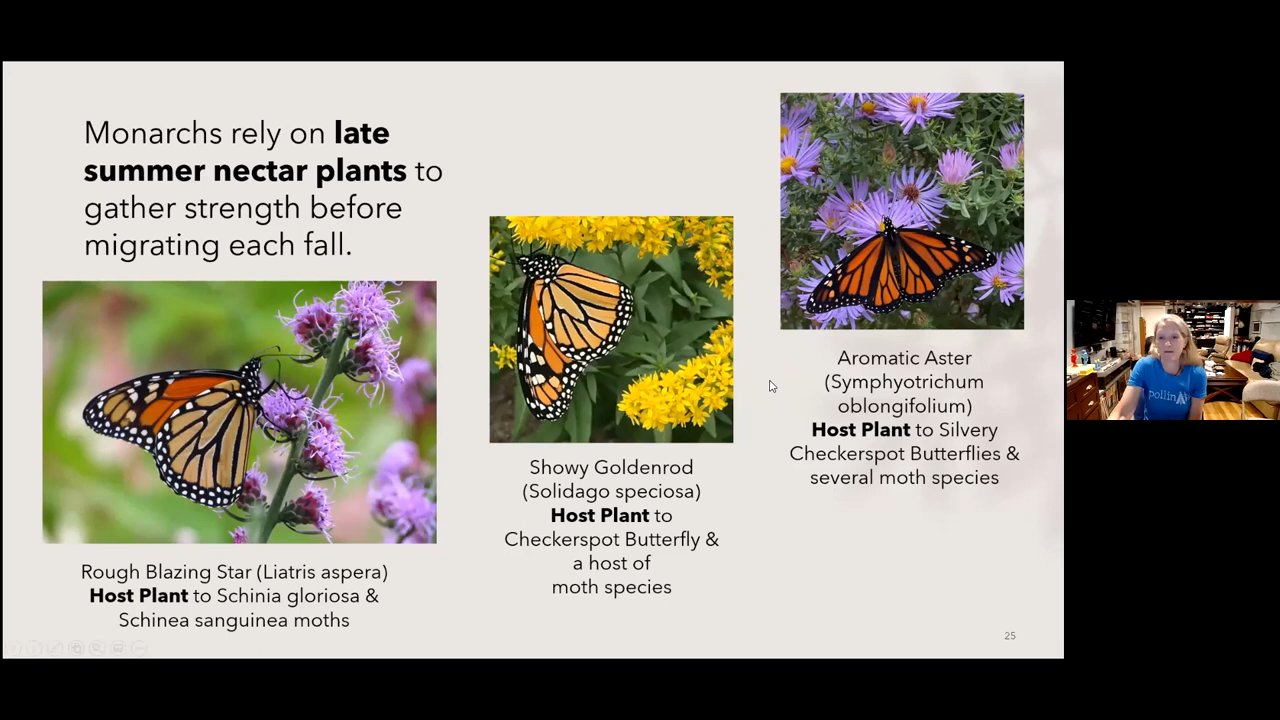 Monarchs rely on late
summer nectar plants to
gather strength before
migrating each fall.
Rough Blazing Star (Liatris aspera)
Host Plant to Schinia gloriosa &
Schinea sanguinea moths
Showy Goldenrod
(Solidago speciosa)
Host Plant to
Checkerspot Butterfly &
a host of
moth species
Aromatic Aster
(Symphyotrichum
oblongifolium)
Host Plant to Silvery
Checkerspot Butterflies &
several moth species
25